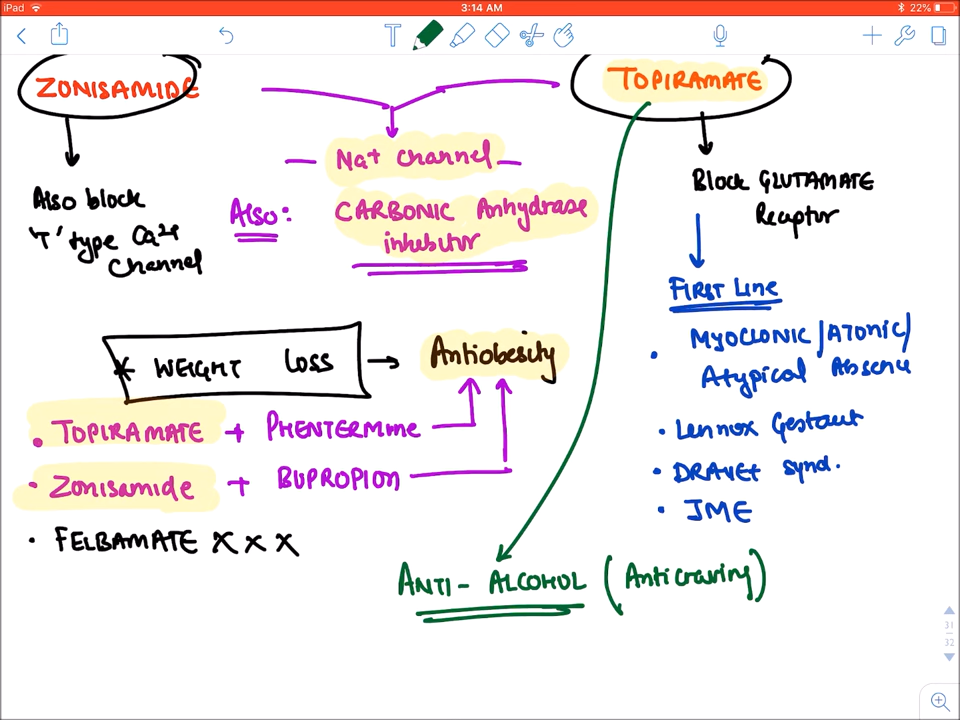 iPad
3:14 AM
22%
T
ZONISAMIDE
TOPIRAMATE
Na+ channel
Also block
'T' type Ca2+
channel
Also:
CARBONIC Anhydrase
inhibutor
Block GLUTAMATE
Receptor
FIRST Line
MYOCLONIC/ATONIC/
Atypical Absence
* WEIGHT LOSS → Antiobesity
• TOPIRAMATE + PHENTERMINE
• Zonisamide + BUPROPION
• FELBAMATE X X X
• Lennox Gestaut
• DRAVEt synd.
• JME
ANTI - ALCOHOL (Anticraving)
31
32